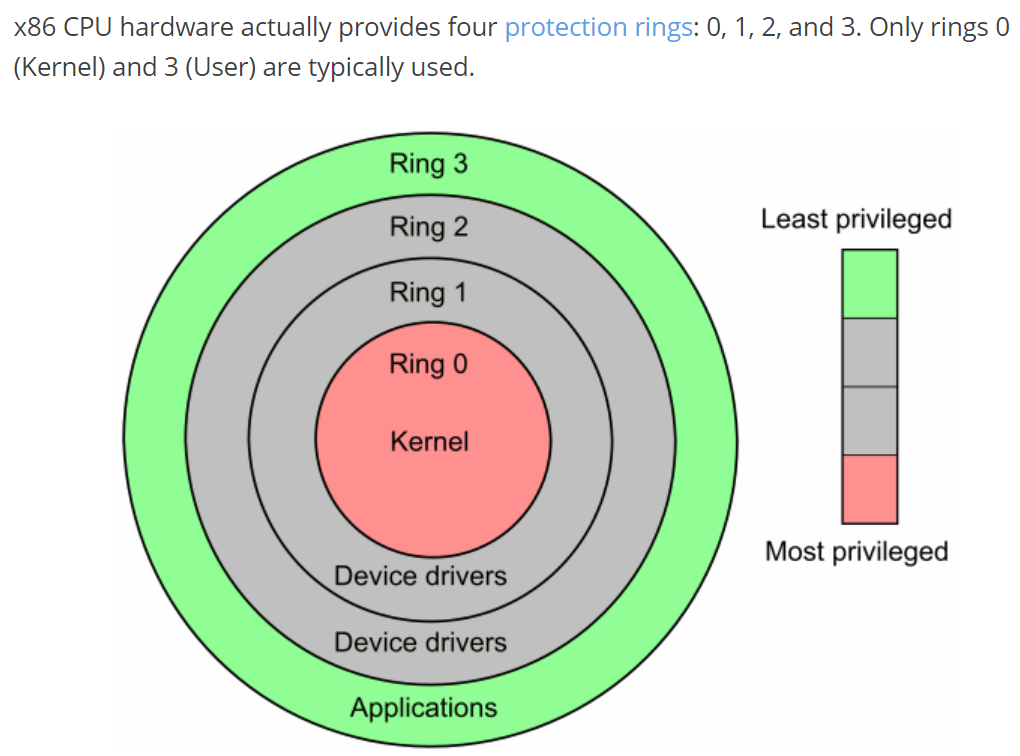 x86 CPU hardware actually provides four protection rings: 0, 1, 2, and 3. Only rings 0
(Kernel) and 3 (User) are typically used.
Ring 3
Ring 2
Ring 1
Ring 0
Kernel
Device drivers
Device drivers
Applications
Least privileged
Most privileged